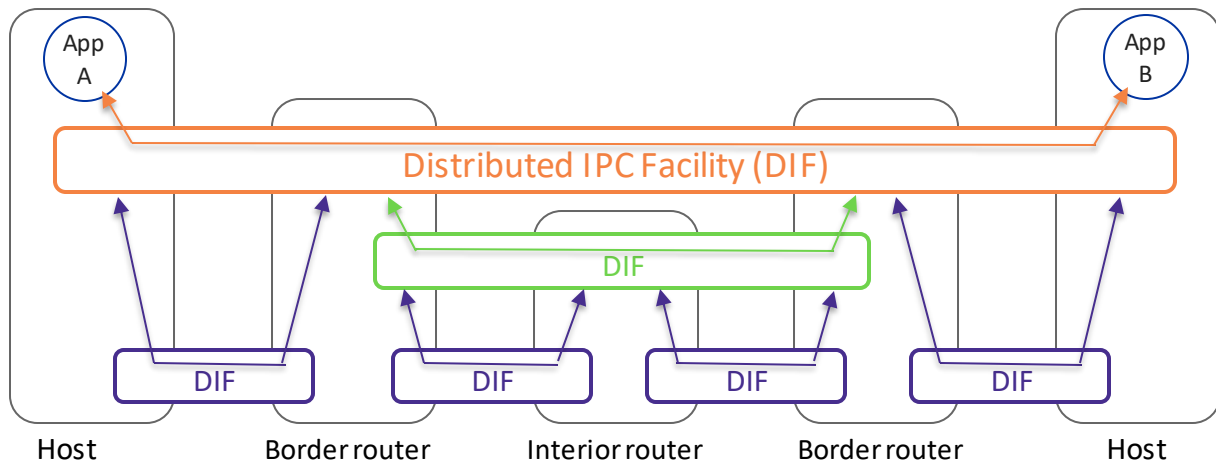 App
A
App
B
Distributed IPC Facility (DIF)
DIF
DIF
DIF
DIF
DIF
Host
Border router
Interior router
Border router
Host